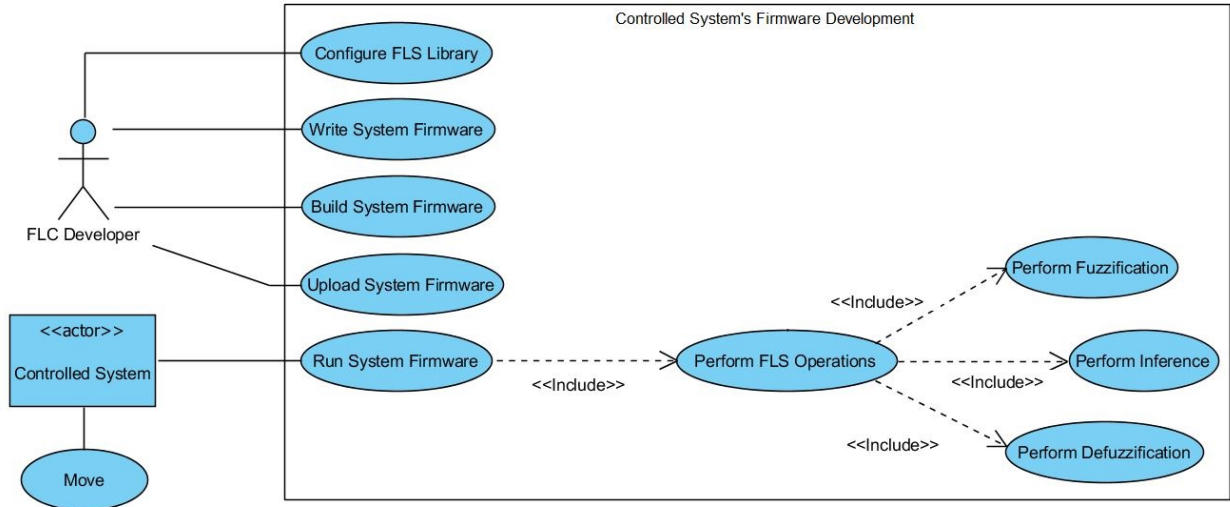 Controlled System's Firmware Development
Configure FLS Library
Write System Firmware
Build System Firmware
FLC Developer
Upload System Firmware
Perform Fuzzification
<<Include>>
<<actor>>
Controlled System
Run System Firmware
<<Include>>
Perform FLS Operations
<<Include>>
Perform Inference
<<Include>>
Perform Defuzzification
Move